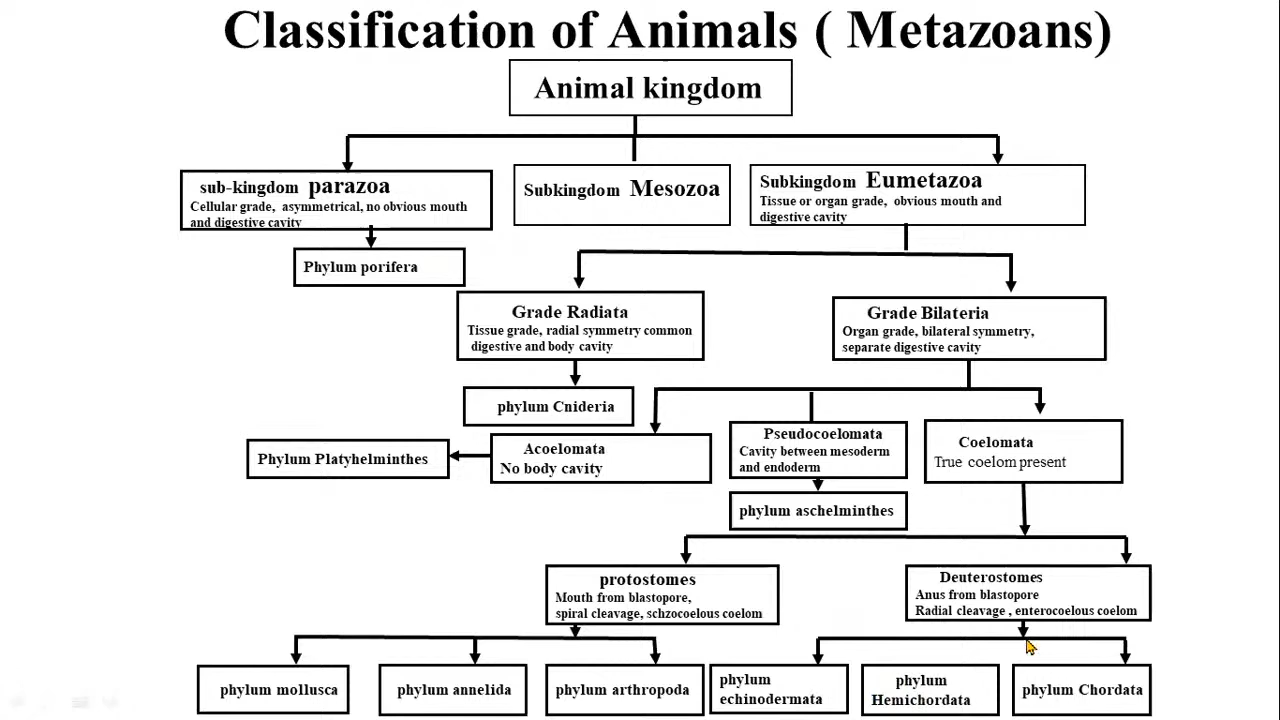 Classification of Animals ( Metazoans)
Animal kingdom
sub-kingdom parazoa
Cellular grade, asymmetrical, no obvious mouth
and digestive cavity
Subkingdom Mesozoa
Subkingdom Eumetazoa
Tissue or organ grade, obvious mouth and
digestive cavity
Phylum porifera
Grade Radiata
Tissue grade, radial symmetry common
digestive and body cavity
Grade Bilateria
Organ grade, bilateral symmetry,
separate digestive cavity
phylum Cnideria
Phylum Platyhelminthes
Acoelomata
No body cavity
Pseudocoelomata
Cavity between mesoderm
and endoderm
Coelomata
True coelom present
phylum aschelminthes
protostomes
Mouth from blastopore,
spiral cleavage, schzocoelous coelom
Deuterostomes
Anus from blastopore
Radial cleavage , enterocoelous coelom
phylum mollusca
phylum annelida
phylum arthropoda
phylum
echinodermata
phylum
Hemichordata
phylum Chordata